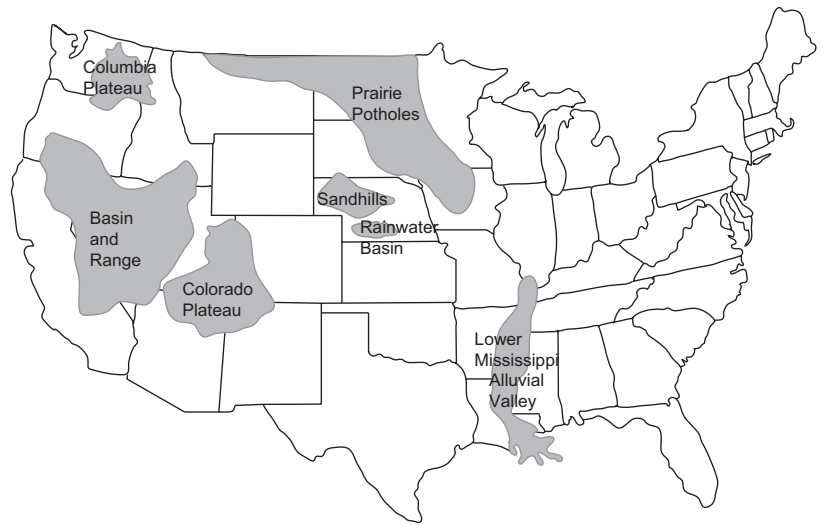 Columbia
Plateau
Prairie
Potholes
Sandhills
Rainwater
Basin
Basin
and
Range
Colorado
Plateau
Lower
Mississippi
Alluvial
Valley